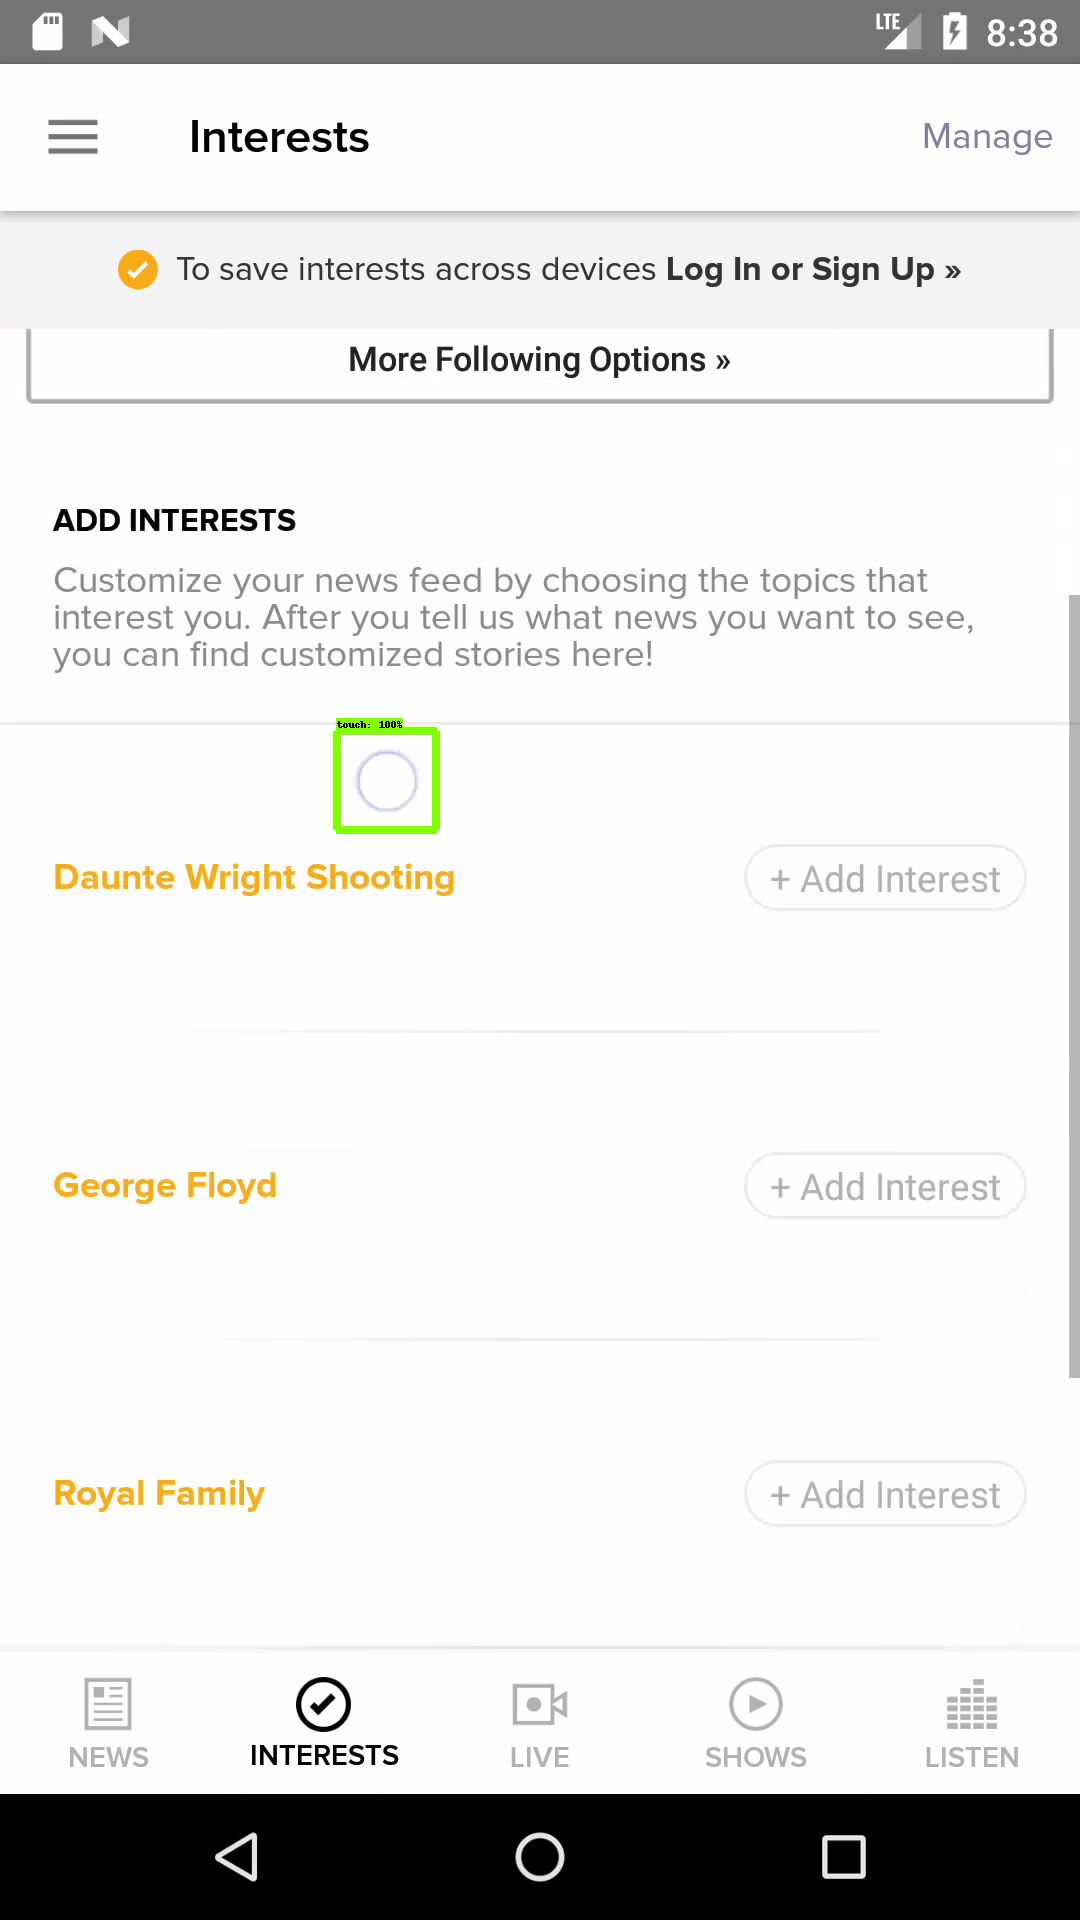 LTE 8:38
Interests Manage
To save interests across devices Log In or Sign Up »
More Following Options »
ADD INTERESTS
Customize your news feed by choosing the topics that
interest you. After you tell us what news you want to see,
you can find customized stories here!
touch: 100%
Daunte Wright Shooting + Add Interest
George Floyd + Add Interest
Royal Family + Add Interest
NEWS INTERESTS LIVE SHOWS LISTEN